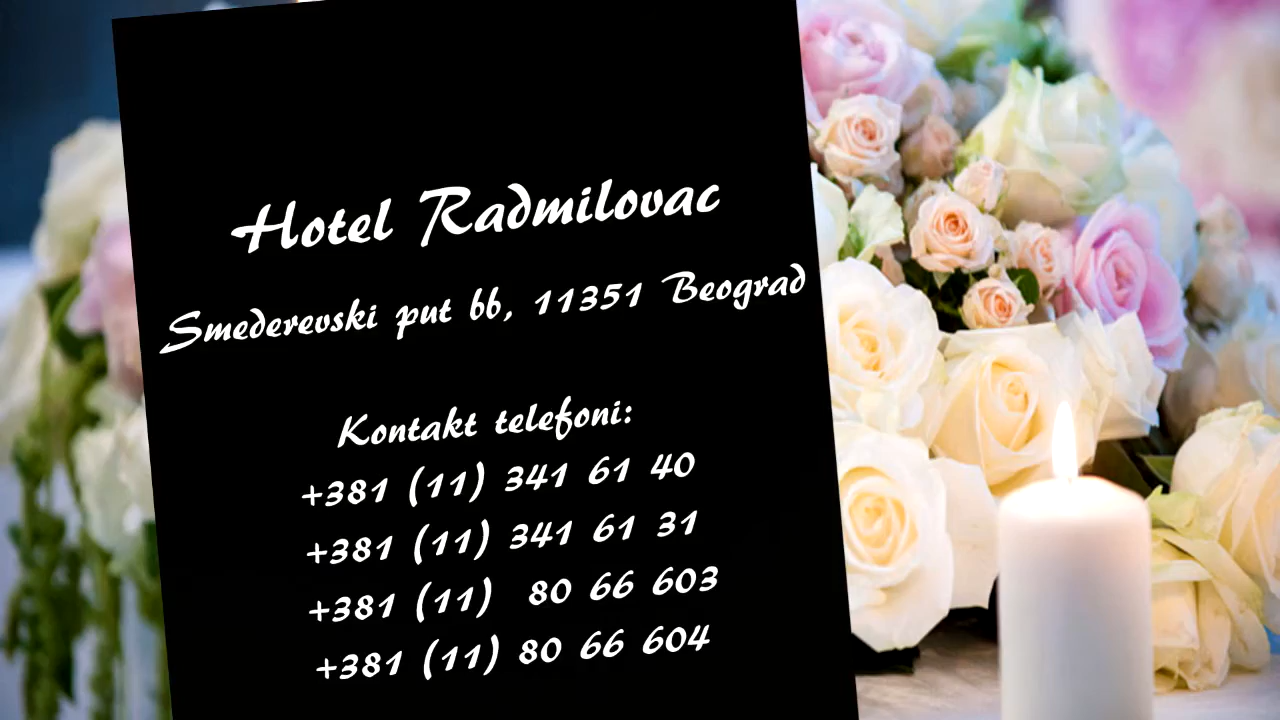 Hotel Radmilovac
Smederevski put bb, 11351 Beograd
Kontakt telefoni:
+381 (11) 341 61 40
+381 (11) 341 61 31
+381 (11) 80 66 603
+381 (11) 80 66 604